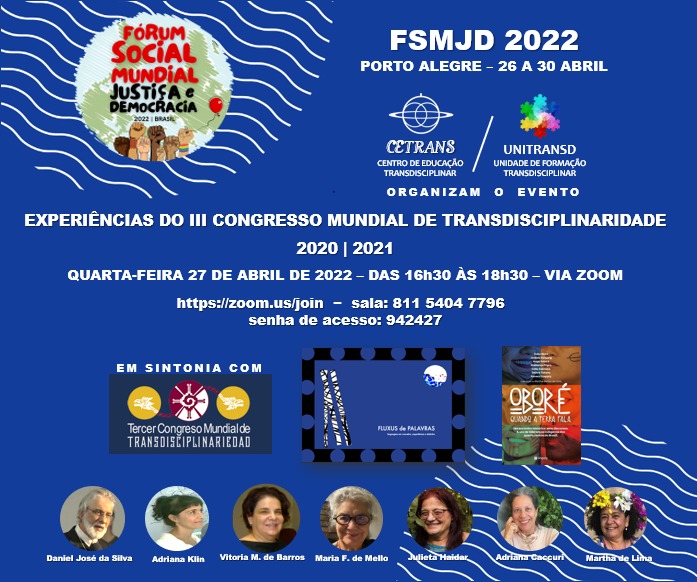 FÓRUM
SOCIAL
MUNDIAL
JUSTIÇA e
DEMOCRACIA
2022 | BRASIL
FSMJD 2022
PORTO ALEGRE – 26 A 30 ABRIL
CETRANS
CENTRO DE EDUCAÇÃO
TRANSDISCIPLINAR
UNITRANSD
UNIDADE DE FORMAÇÃO
TRANSDISCIPLINAR
ORGANIZAM O EVENTO
EXPERIÊNCIAS DO III CONGRESSO MUNDIAL DE TRANSDISCIPLINARIDADE
2020 | 2021
QUARTA-FEIRA 27 DE ABRIL DE 2022 – DAS 16h30 ÀS 18h30 – VIA ZOOM
https://zoom.us/join – sala: 811 5404 7796
senha de acesso: 942427
EM SINTONIA COM
Tercer Congreso Mundial de
TRANSDISCIPLINARIEDAD
FLUXUS de PALAVRAS
OBORÉ
QUANDO A TERRA FALA
Daniel José da Silva
Adriana Klin
Vitoria M. de Barros
Maria F. de Mello
Julieta Haidar
Adriana Caccuri
Martha de Lima